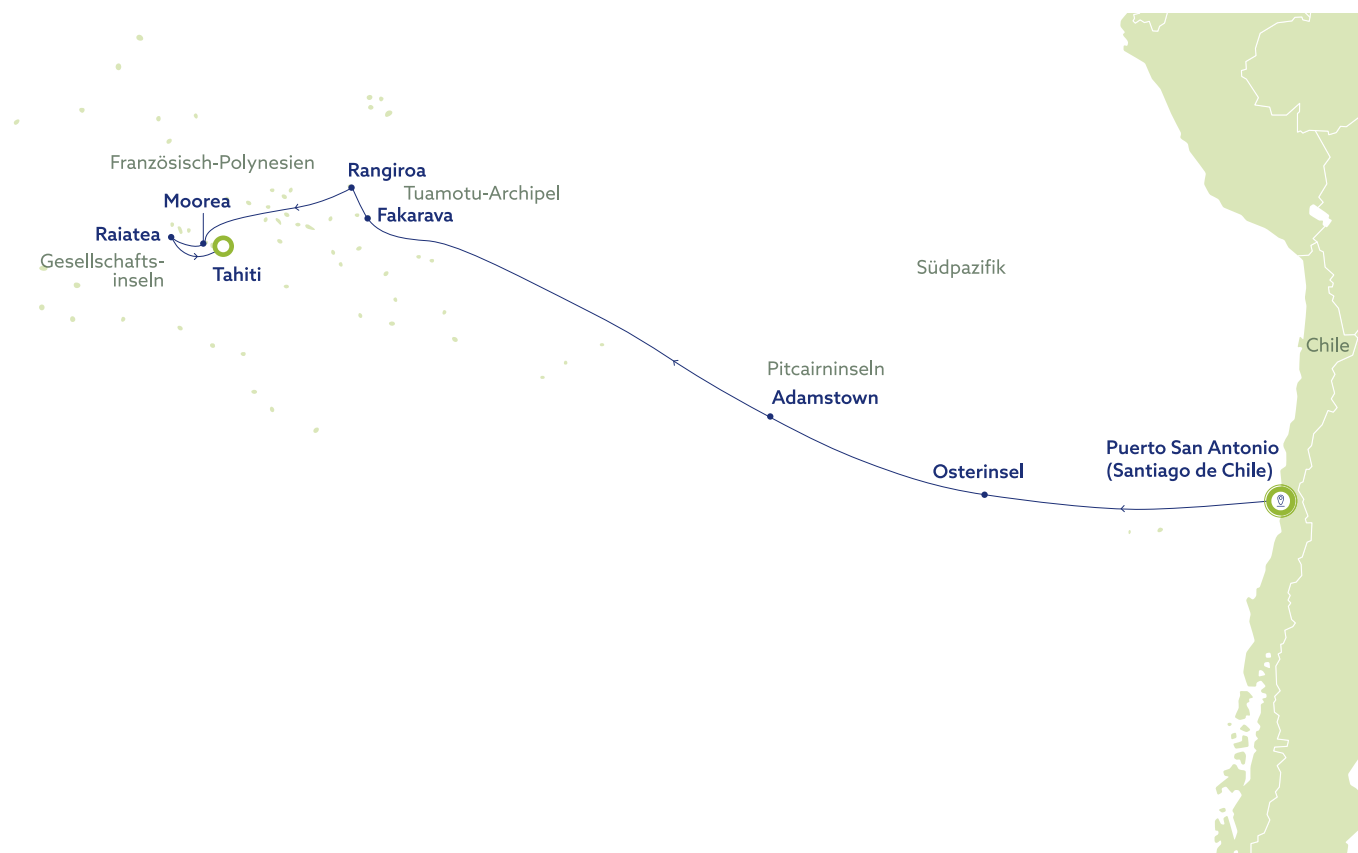 Französisch-Polynesien
Rangiroa
Tuamotu-Archipel
Moorea
Fakarava
Raiatea
Gesellschafts-
inseln
Tahiti
Südpazifik
Chile
Pitcairninseln
Adamstown
Osterinsel
Puerto San Antonio
(Santiago de Chile)